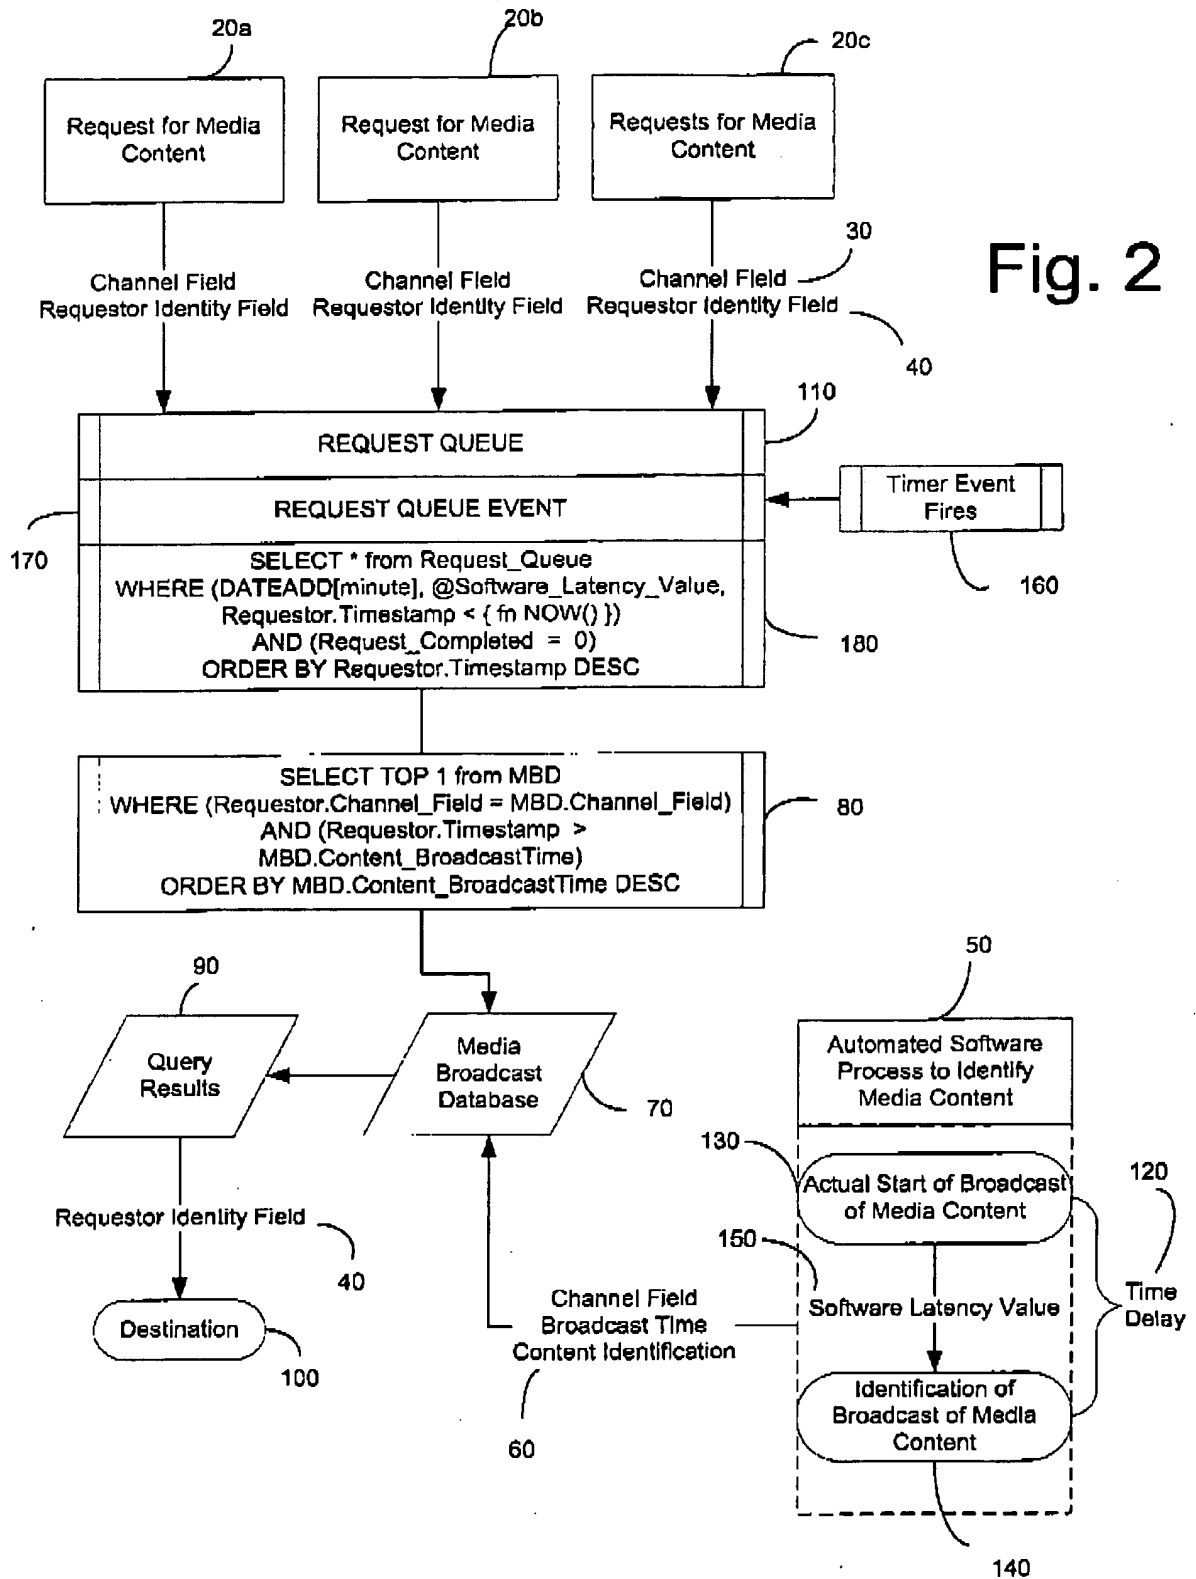 20a
20b
20c
Request for Media
Content
Request for Media
Content
Requests for Media
Content
Fig. 2
30
Channel Field
Requestor Identity Field
Channel Field
Requestor Identity Field
Channel Field
Requestor Identity Field
40
110
REQUEST QUEUE
REQUEST QUEUE EVENT
Timer Event
Fires
170
160
SELECT * from Request_Queue
WHERE (DATEADD[minute], @Software_Latency_Value,
Requestor.Timestamp < { fn NOW() })
AND (Request_Completed = 0)
ORDER BY Requestor.Timestamp DESC
180
SELECT TOP 1 from MBD
WHERE (Requestor.Channel_Field = MBD.Channel_Field)
AND (Requestor.Timestamp >
MBD.Content_BroadcastTime)
ORDER BY MBD.Content_BroadcastTime DESC
80
90
50
Query
Results
Media
Broadcast
Database
70
Automated Software
Process to Identify
Media Content
130
Actual Start of Broadcast
of Media Content
120
Requestor Identity Field
40
150
Software Latency Value
Time
Delay
Channel Field
Broadcast Time
Content Identification
60
Destination
100
Identification of
Broadcast of Media
Content
140